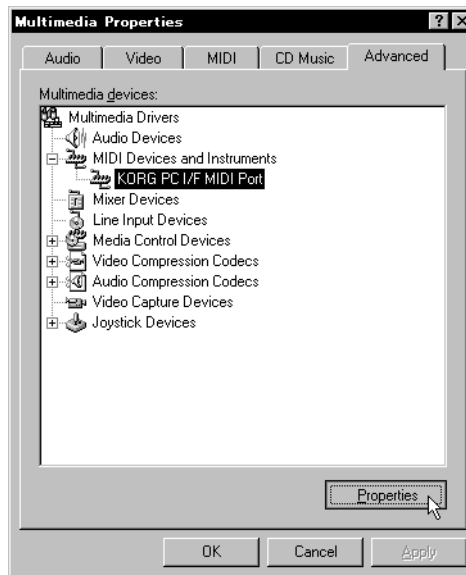 Multimedia Properties
Audio Video MIDI CD Music Advanced
Multimedia devices:
Multimedia Drivers
Audio Devices
MIDI Devices and Instruments
KORG PC I/F MIDI Port
Mixer Devices
Line Input Devices
Media Control Devices
Video Compression Codecs
Audio Compression Codecs
Video Capture Devices
Joystick Devices
Properties
OK Cancel Apply